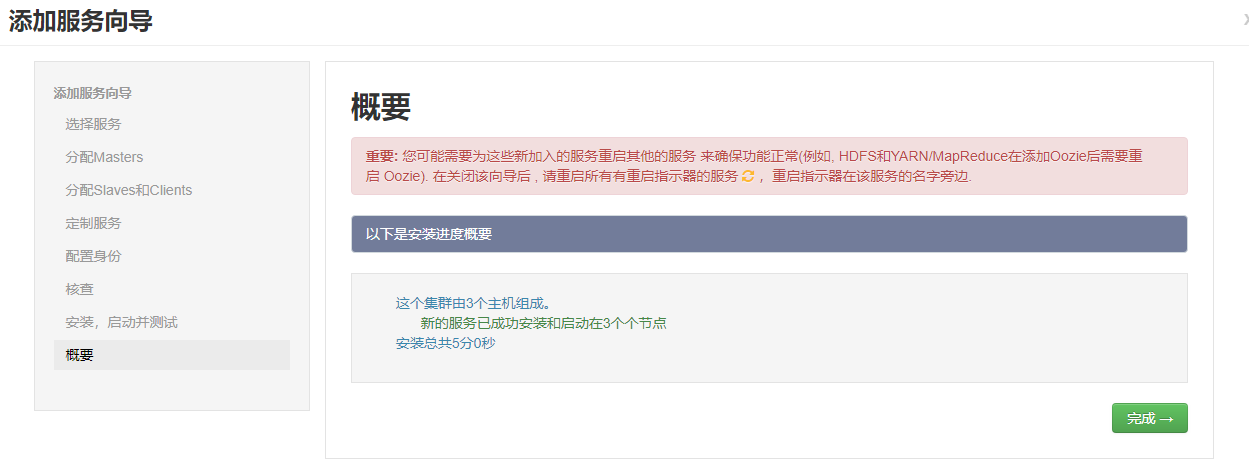 添加服务向导
添加服务向导
选择服务
分配Masters
分配Slaves和Clients
定制服务
配置身份
核查
安装，启动并测试
概要
概要
重要: 您可能需要为这些新加入的服务重启其他的服务 来确保功能正常(例如, HDFS和YARN/MapReduce在添加Oozie后需要重
启 Oozie). 在关闭该向导后 , 请重启所有有重启指示器的服务 ，重启指示器在该服务的名字旁边.
以下是安装进度概要
这个集群由3个主机组成。
新的服务已成功安装和启动在3个个节点
安装总共5分0秒
完成 →